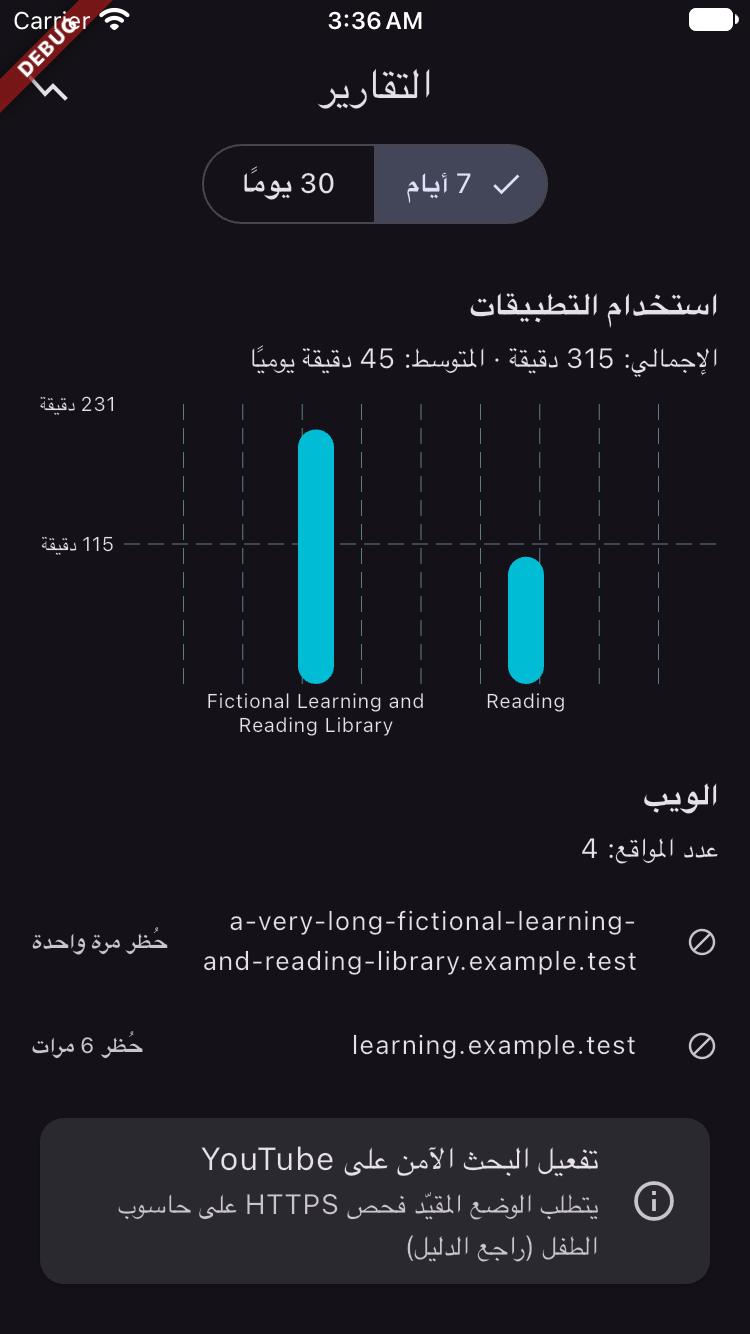 Carrier
3:36 AM
DEBUG
التقارير
7 أيام
30 يومًا
استخدام التطبيقات
الإجمالي: 315 دقيقة · المتوسط: 45 دقيقة يوميًا
231 دقيقة
115 دقيقة
Fictional Learning and
Reading Library
Reading
الويب
عدد المواقع: 4
a-very-long-fictional-learning-
and-reading-library.example.test
حُظر مرة واحدة
learning.example.test
حُظر 6 مرات
تفعيل البحث الآمن على YouTube
يتطلب الوضع المقيّد فحص HTTPS على حاسوب
الطفل (راجع الدليل)